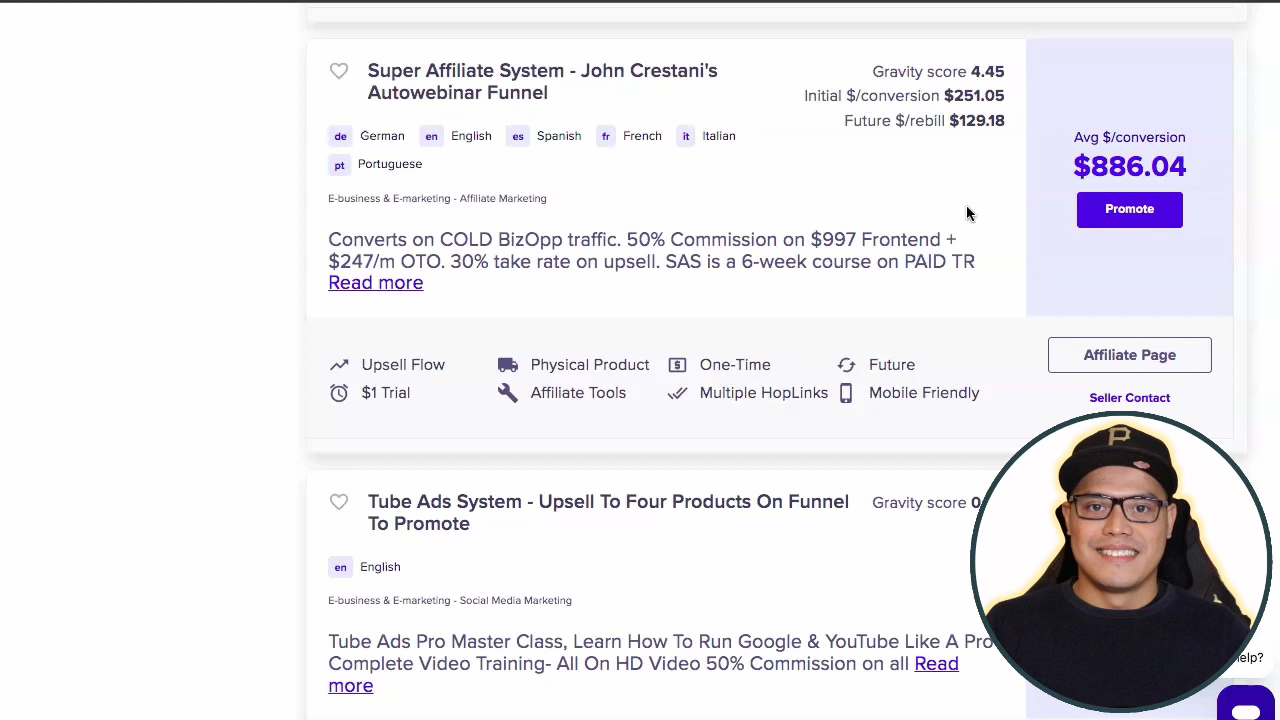 Super Affiliate System - John Crestani's
Autowebinar Funnel
Gravity score 4.45
Initial $/conversion $251.05
Future $/rebill $129.18
de German en English es Spanish fr French it Italian
pt Portuguese
E-business & E-marketing - Affiliate Marketing
Converts on COLD BizOpp traffic. 50% Commission on $997 Frontend +
$247/m OTO. 30% take rate on upsell. SAS is a 6-week course on PAID TR
Read more
Avg $/conversion
$886.04
Promote
Upsell Flow Physical Product One-Time Future
$1 Trial Affiliate Tools Multiple HopLinks Mobile Friendly
Affiliate Page
Seller Contact
Tube Ads System - Upsell To Four Products On Funnel
To Promote
Gravity score 0
en English
E-business & E-marketing - Social Media Marketing
Tube Ads Pro Master Class, Learn How To Run Google & YouTube Like A Pro
Complete Video Training- All On HD Video 50% Commission on all Read
more
P
elp?